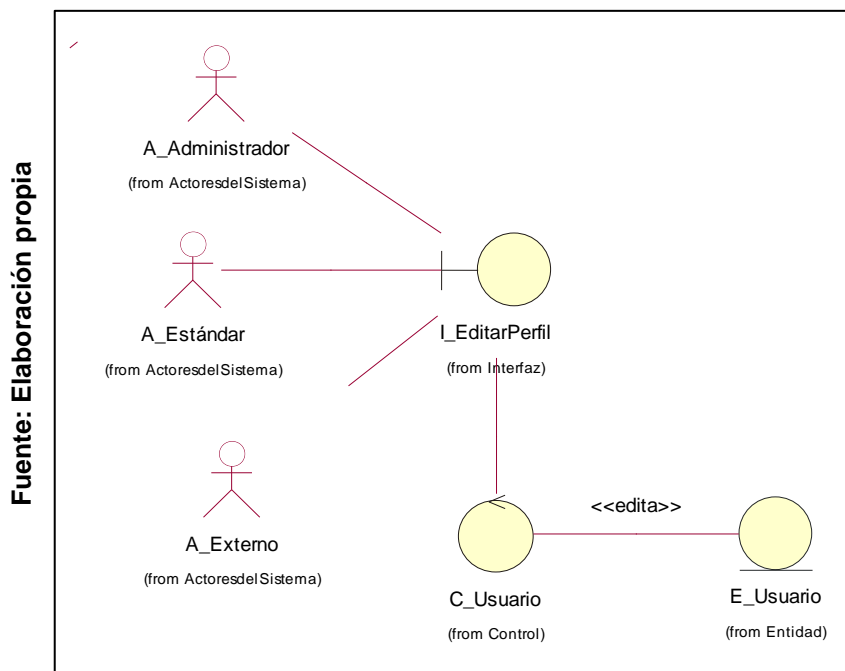 Fuente: Elaboración propia
A_Administrador
(from ActoresdelSistema)
A_Estándar
(from ActoresdelSistema)
I_EditarPerfil
(from Interfaz)
A_Externo
(from ActoresdelSistema)
<<edita>>
C_Usuario
(from Control)
E_Usuario
(from Entidad)